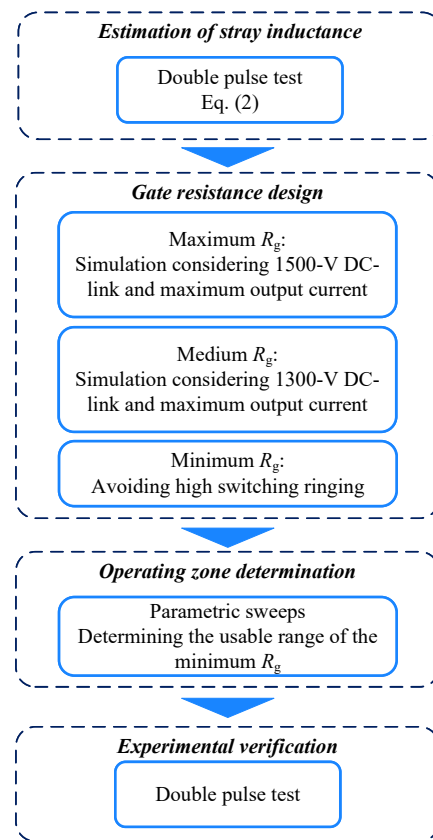 Estimation of stray inductance
Double pulse test
Eq. (2)
Gate resistance design
Maximum Rg:
Simulation considering 1500-V DC-
link and maximum output current
Medium Rg:
Simulation considering 1300-V DC-
link and maximum output current
Minimum Rg:
Avoiding high switching ringing
Operating zone determination
Parametric sweeps
Determining the usable range of the
minimum Rg
Experimental verification
Double pulse test